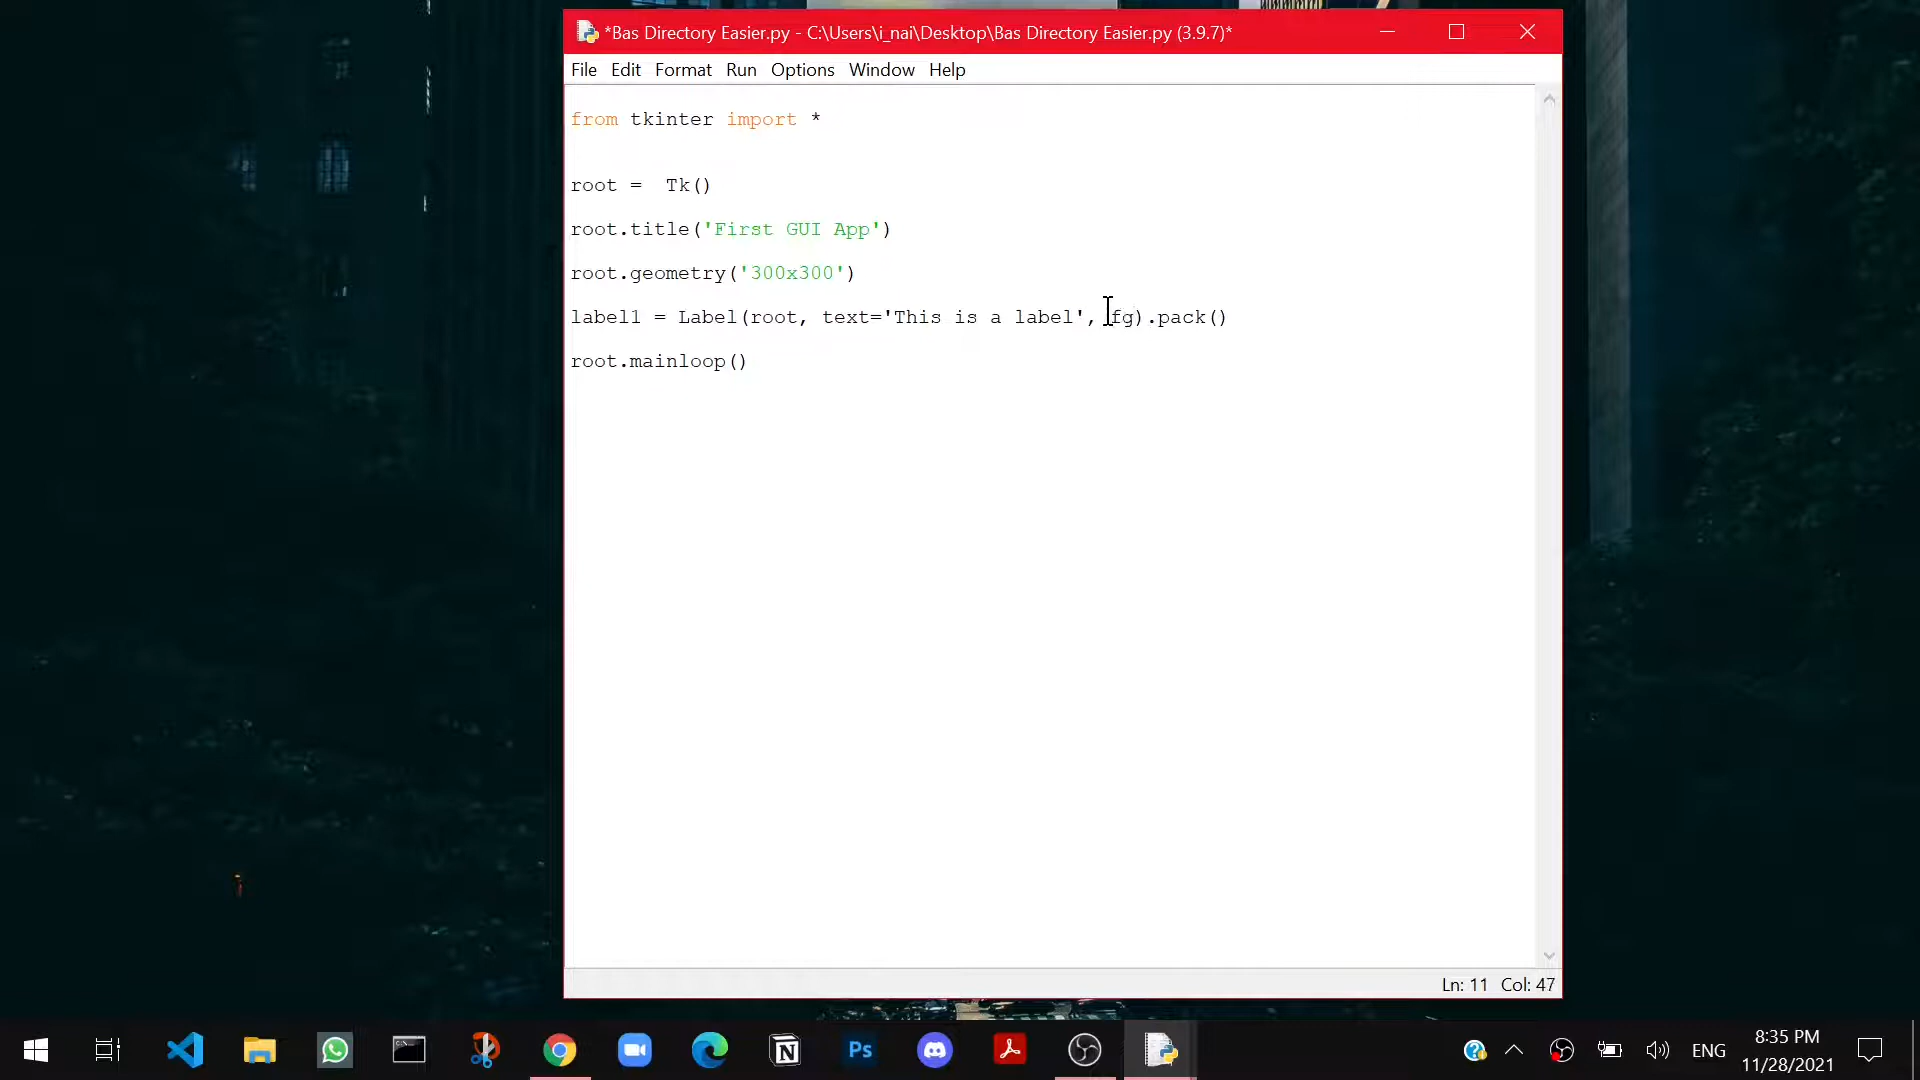 *Bas Directory Easier.py - C:\Users\i_nai\Desktop\Bas Directory Easier.py (3.9.7)*
File Edit Format Run Options Window Help
from tkinter import *
root =  Tk()
root.title('First GUI App')
root.geometry('300x300')
label1 = Label(root, text='This is a label', fg).pack()
root.mainloop()
Ln: 11 Col: 47
Ps
ENG
8:35 PM
11/28/2021